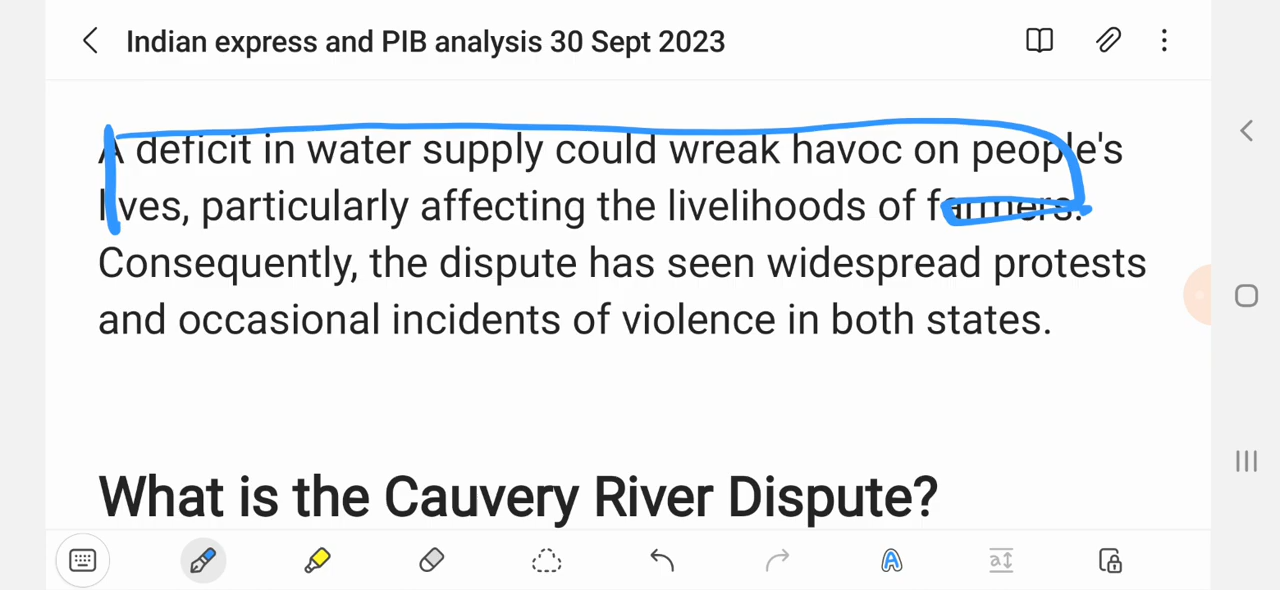 Indian express and PIB analysis 30 Sept 2023
A deficit in water supply could wreak havoc on people's
lives, particularly affecting the livelihoods of farmers.
Consequently, the dispute has seen widespread protests
and occasional incidents of violence in both states.
What is the Cauvery River Dispute?